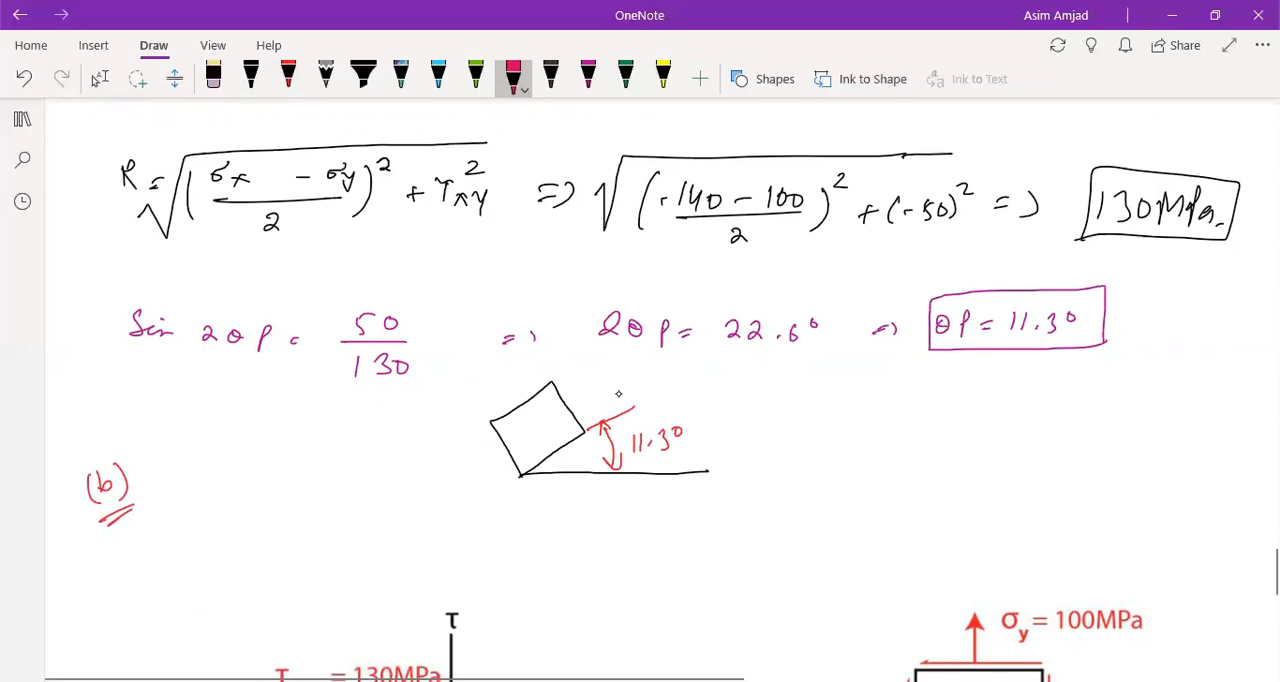 OneNote
Asim Amjad
Home Insert Draw View Help
Share
Shapes Ink to Shape Ink to Text
R = √((σx - σy)/2)² + τxy² => √((-140 - 100)/2)² + (-50)² => 130MPa.
Sin 2θp = 50/130 => 2θp = 22.6° => θp = 11.3°
11.3°
(b)
τ
σy = 100MPa
τ = 130MPa